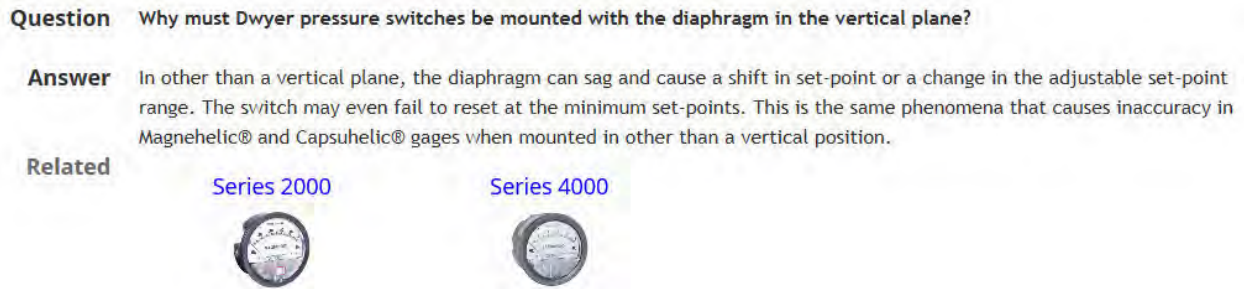 Question Why must Dwyer pressure switches be mounted with the diaphragm in the vertical plane?
Answer In other than a vertical plane, the diaphragm can sag and cause a shift in set-point or a change in the adjustable set-point
range. The switch may even fail to reset at the minimum set-points. This is the same phenomena that causes inaccuracy in
Magnehelic® and Capsuhelic® gages when mounted in other than a vertical position.
Related
Series 2000 Series 4000